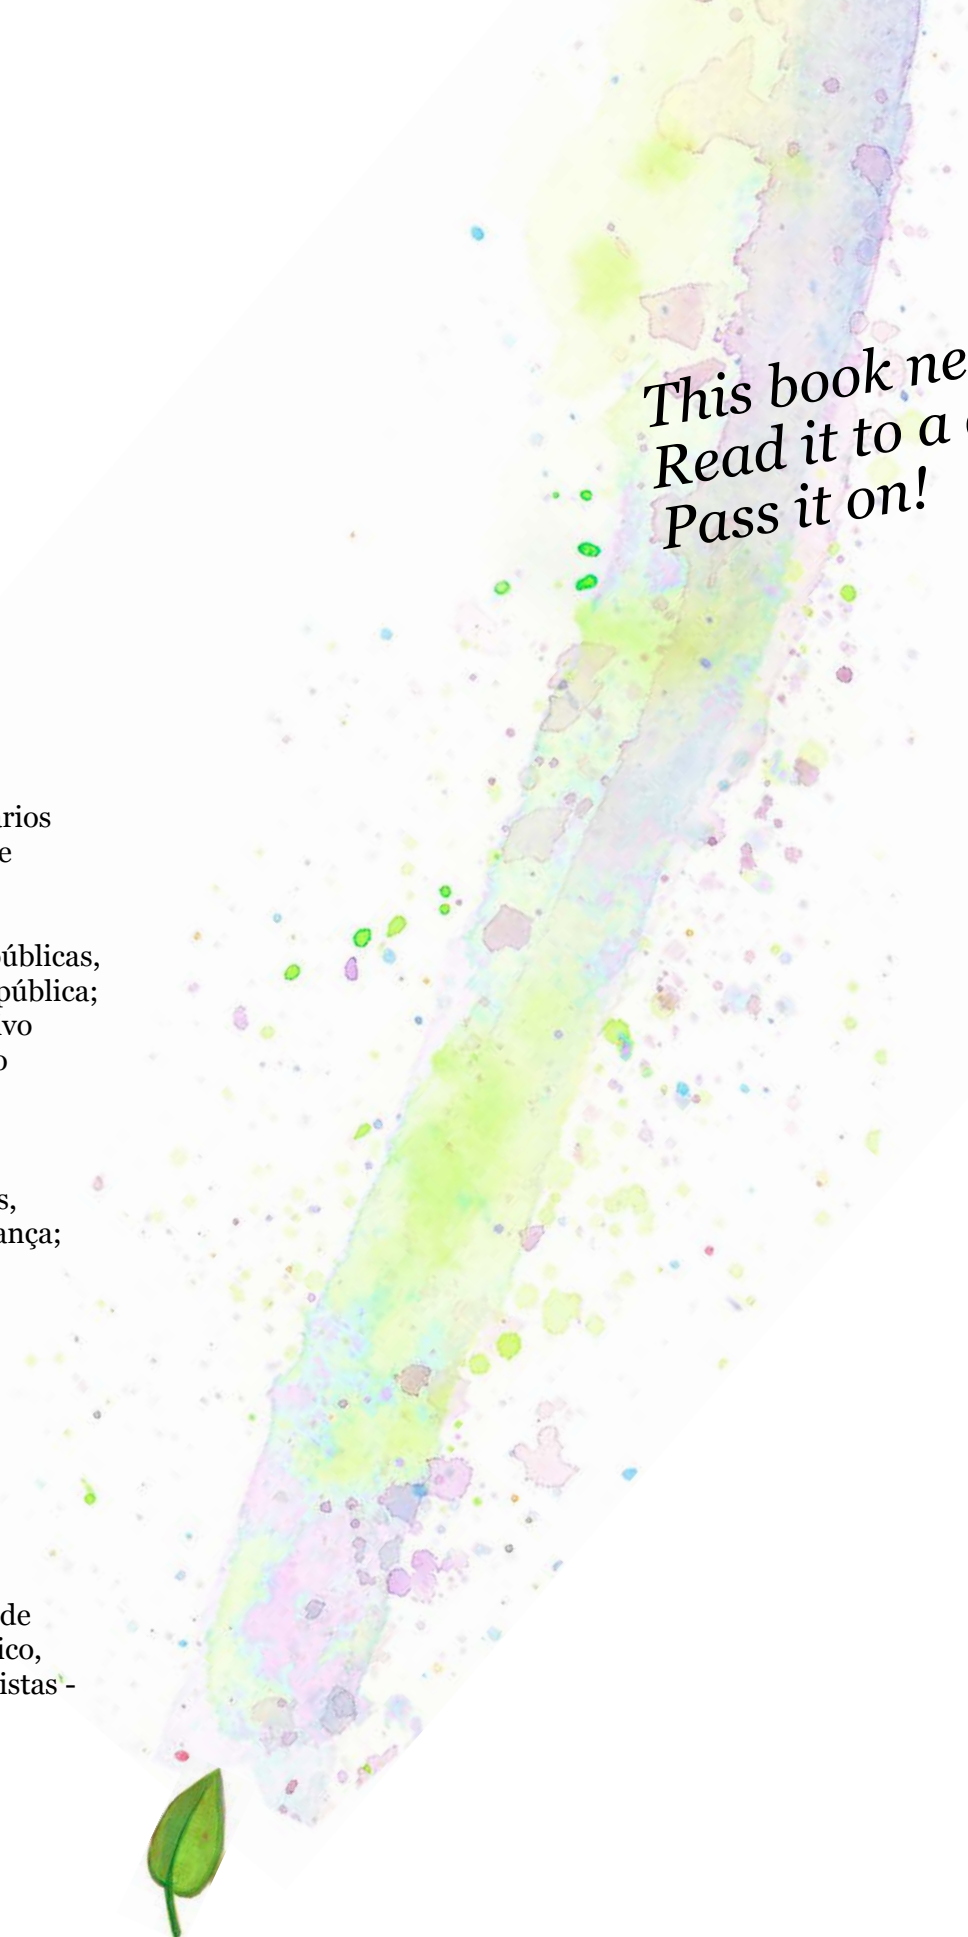 This book ne
Read it to a
Pass it on!
rios
e
úblicas,
pública;
vo
o
s,
ança;
de
ico,
istas -